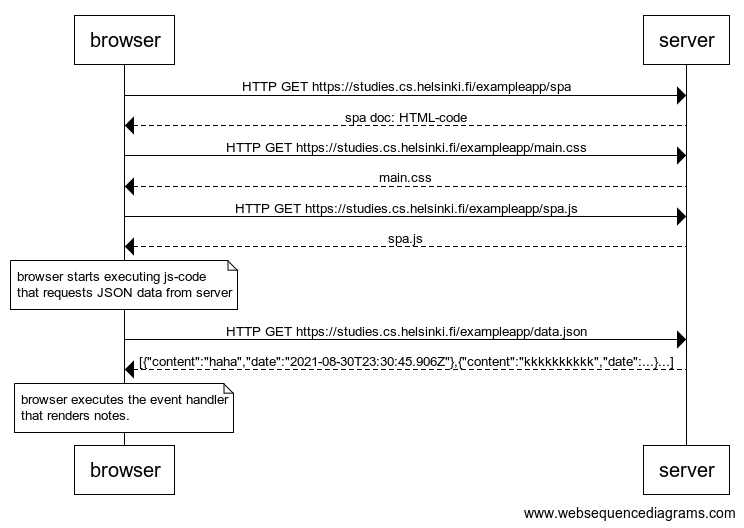 browser
server
HTTP GET https://studies.cs.helsinki.fi/exampleapp/spa
spa doc: HTML-code
HTTP GET https://studies.cs.helsinki.fi/exampleapp/main.css
main.css
HTTP GET https://studies.cs.helsinki.fi/exampleapp/spa.js
spa.js
browser starts executing js-code
that requests JSON data from server
HTTP GET https://studies.cs.helsinki.fi/exampleapp/data.json
[{"content":"haha","date":"2021-08-30T23:30:45.906Z"},{"content":"kkkkkkkkkk","date":...}...]
browser executes the event handler
that renders notes.
browser
server
www.websequencediagrams.com